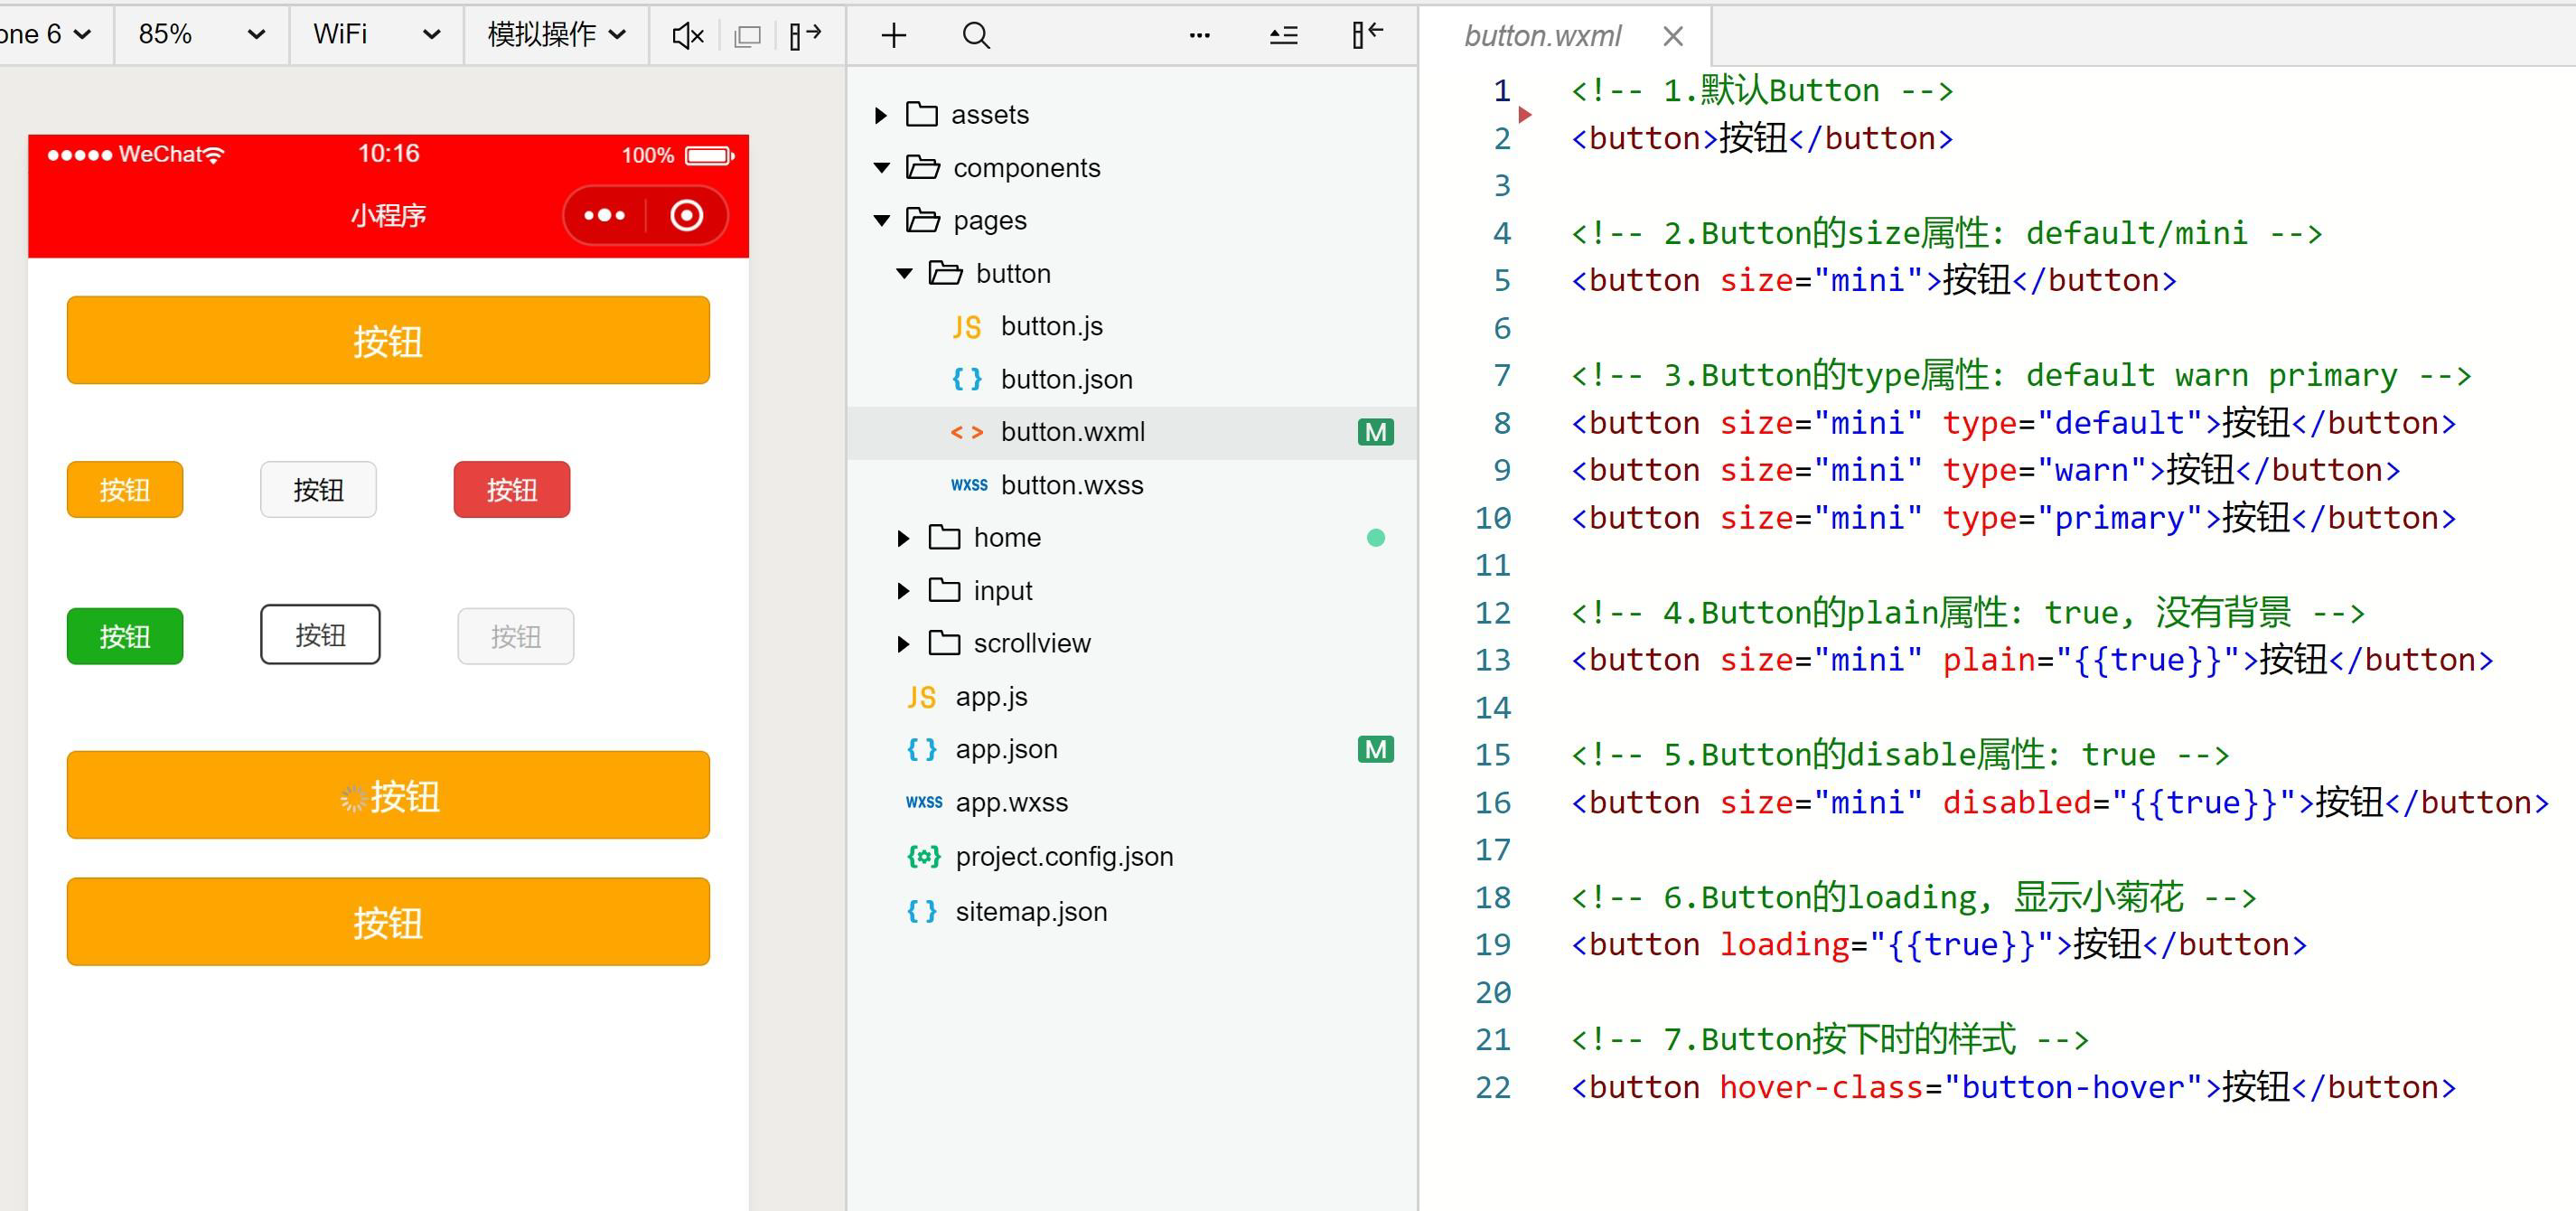 one 6
85%
WiFi
模拟操作
WeChat
10:16
100%
小程序
按钮
按钮
按钮
按钮
按钮
按钮
按钮
按钮
按钮
assets
components
pages
button
JS button.js
{ } button.json
< > button.wxml M
WXSS button.wxss
home
input
scrollview
JS app.js
{ } app.json M
WXSS app.wxss
project.config.json
{ } sitemap.json
button.wxml
1 <!-- 1.默认Button -->
2 <button>按钮</button>
3
4 <!-- 2.Button的size属性: default/mini -->
5 <button size="mini">按钮</button>
6
7 <!-- 3.Button的type属性: default warn primary -->
8 <button size="mini" type="default">按钮</button>
9 <button size="mini" type="warn">按钮</button>
10 <button size="mini" type="primary">按钮</button>
11
12 <!-- 4.Button的plain属性: true, 没有背景 -->
13 <button size="mini" plain="{{true}}">按钮</button>
14
15 <!-- 5.Button的disable属性: true -->
16 <button size="mini" disabled="{{true}}">按钮</button>
17
18 <!-- 6.Button的loading, 显示小菊花 -->
19 <button loading="{{true}}">按钮</button>
20
21 <!-- 7.Button按下时的样式 -->
22 <button hover-class="button-hover">按钮</button>